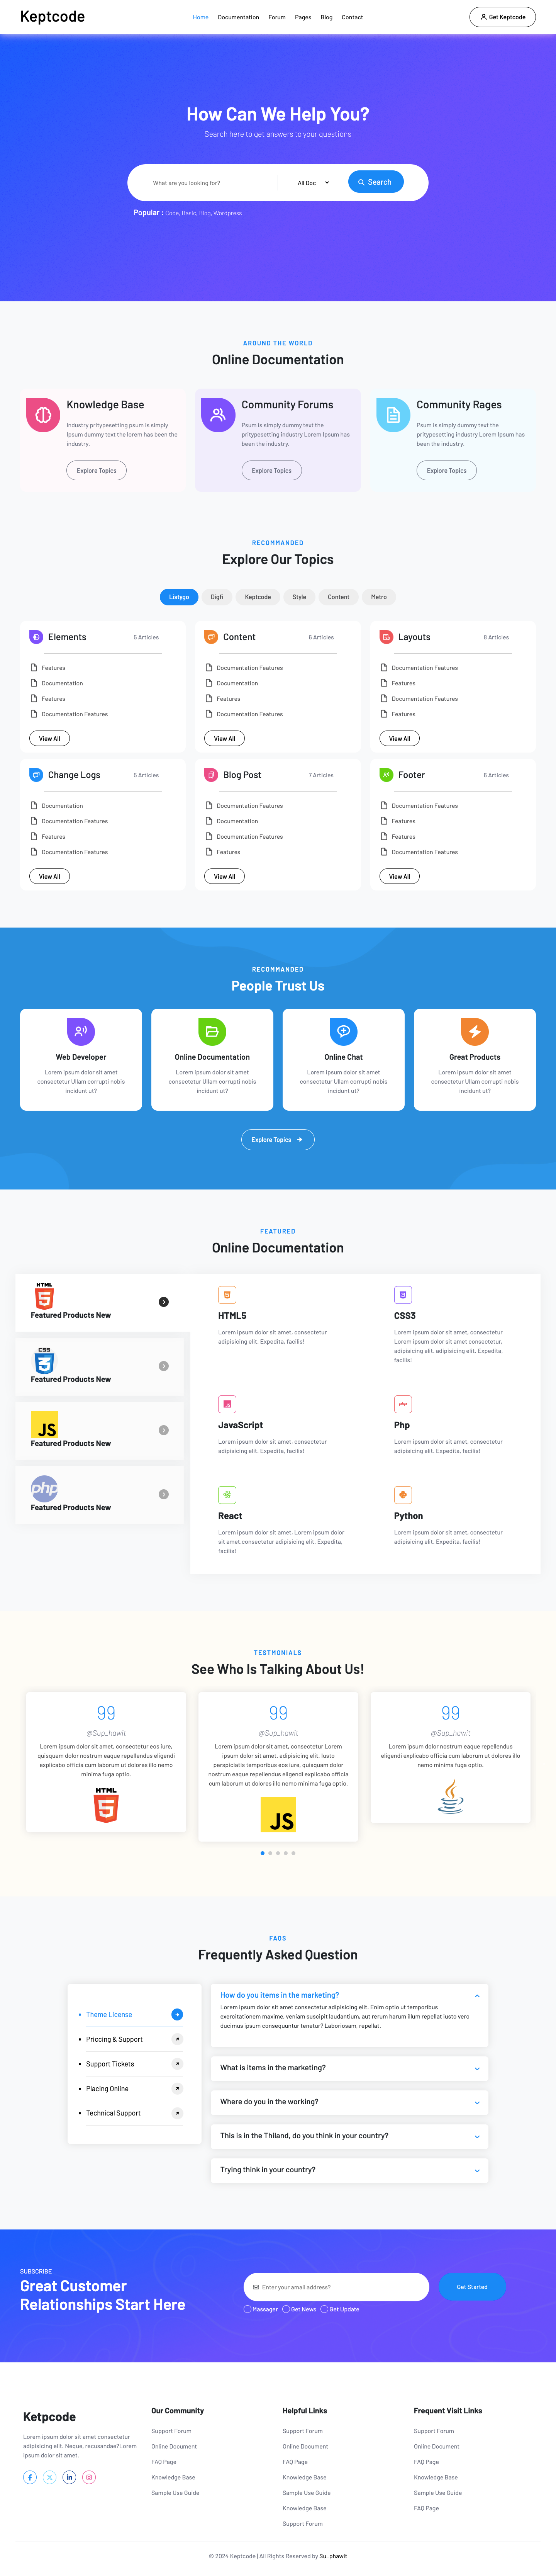 Keptcode
Home Documentation Forum Pages Blog Contact
Get Keptcode
How Can We Help You?
Search here to get answers to your questions
What are you looking for?
All Doc
Search
Popular : Code, Basic, Blog, Wordpress
AROUND THE WORLD
Online Documentation
Knowledge Base
industry pritypesetting psum is simply
Ipsum dummy text the lorem has been the
industry.
Explore Topics
Community Forums
Psum is simply dummy text the
pritypesetting industry Lorem Ipsum has
been the industry.
Explore Topics
Community Rages
Psum is simply dummy text the
pritypesetting industry Lorem Ipsum has
been the industry.
Explore Topics
RECOMMANDED
Explore Our Topics
Listygo Digfi Keptcode Style Content Metro
Elements 5 Articles
Features
Documentation
Features
Documentation Features
View All
Content 6 Articles
Documentation Features
Documentation
Features
Documentation Features
View All
Layouts 8 Articles
Documentation Features
Features
Documentation Features
Features
View All
Change Logs 5 Articles
Documentation
Documentation Features
Features
Documentation Features
View All
Blog Post 7 Articles
Documentation Features
Documentation
Documentation Features
Features
View All
Footer 6 Articles
Documentation Features
Features
Features
Documentation Features
View All
RECOMMANDED
People Trust Us
Web Developer
Lorem ipsum dolor sit amet
consectetur Ullam corrupti nobis
incidunt ut?
Online Documentation
Lorem ipsum dolor sit amet
consectetur Ullam corrupti nobis
incidunt ut?
Online Chat
Lorem ipsum dolor sit amet
consectetur Ullam corrupti nobis
incidunt ut?
Great Products
Lorem ipsum dolor sit amet
consectetur Ullam corrupti nobis
incidunt ut?
Explore Topics
FEATURED
Online Documentation
HTML
5
Featured Products New
CSS
3
Featured Products New
JS
Featured Products New
php
Featured Products New
HTML5
Lorem ipsum dolor sit amet, consectetur
adipisicing elit. Expedita, facilis!
CSS3
Lorem ipsum dolor sit amet, consectetur
Lorem ipsum dolor sit amet, consectetur,
adipisicing elit. adipisicing elit. Expedita,
facilis!
JavaScript
Lorem ipsum dolor sit amet, consectetur
adipisicing elit. Expedita, facilis!
php
Php
Lorem ipsum dolor sit amet, consectetur
adipisicing elit. Expedita, facilis!
React
Lorem ipsum dolor sit amet, Lorem ipsum dolor
sit amet,consectetur adipisicing elit. Expedita,
facilis!
Python
Lorem ipsum dolor sit amet, consectetur
adipisicing elit. Expedita, facilis!
TESTMONIALS
See Who Is Talking About Us!
@Sup_hawit
Lorem ipsum dolor sit amet, consectetur eos iure,
quisquam dolor nostrum eaque repellendus eligendi
explicabo officia cum laborum ut dolores illo nemo
minima fuga optio.
HTML
5
@Sup_hawit
Lorem ipsum dolor sit amet, consectetur Lorem
ipsum dolor sit amet, adipisicing elit. Iusto
perspiciatis temporibus eos iure, quisquam dolor
nostrum eaque repellendus eligendi explicabo officia
cum laborum ut dolores illo nemo minima fuga optio.
JS
@Sup_hawit
Lorem ipsum dolor nostrum eaque repellendus
eligendi explicabo officia cum laborum ut dolores illo
nemo minima fuga optio.
FAQS
Frequently Asked Question
Theme License
Priccing & Support
Support Tickets
Placing Online
Technical Support
How do you items in the marketing?
Lorem ipsum dolor sit amet consectetur adipisicing elit. Enim optio ut temporibus
exercitationem maxime, veniam suscipit laudantium, aut rerum harum illum repellat iusto vero
ducimus ipsom consequuntur tenetur? Laboriosam, repellat.
What is items in the marketing?
Where do you in the working?
This is in the Thiland, do you think in your country?
Trying think in your country?
SUBSCRIBE
Great Customer
Relationships Start Here
Enter your email address?
Get Started
Massager Get News Get Update
Ketpcode
Lorem ipsum dolor sit amet consectetur
adipisicing elit. Neque, recusandae?Lorem
ipsum dolor sit amet.
Our Community
Support Forum
Online Document
FAQ Page
Knowledge Base
Sample Use Guide
Helpful Links
Support Forum
Online Document
FAQ Page
Knowledge Base
Sample Use Guide
Knowledge Base
Support Forum
Frequent Visit Links
Support Forum
Online Document
FAQ Page
Knowledge Base
Sample Use Guide
FAQ Page
© 2024 Keptcode | All Rights Reserved by Su_phawit